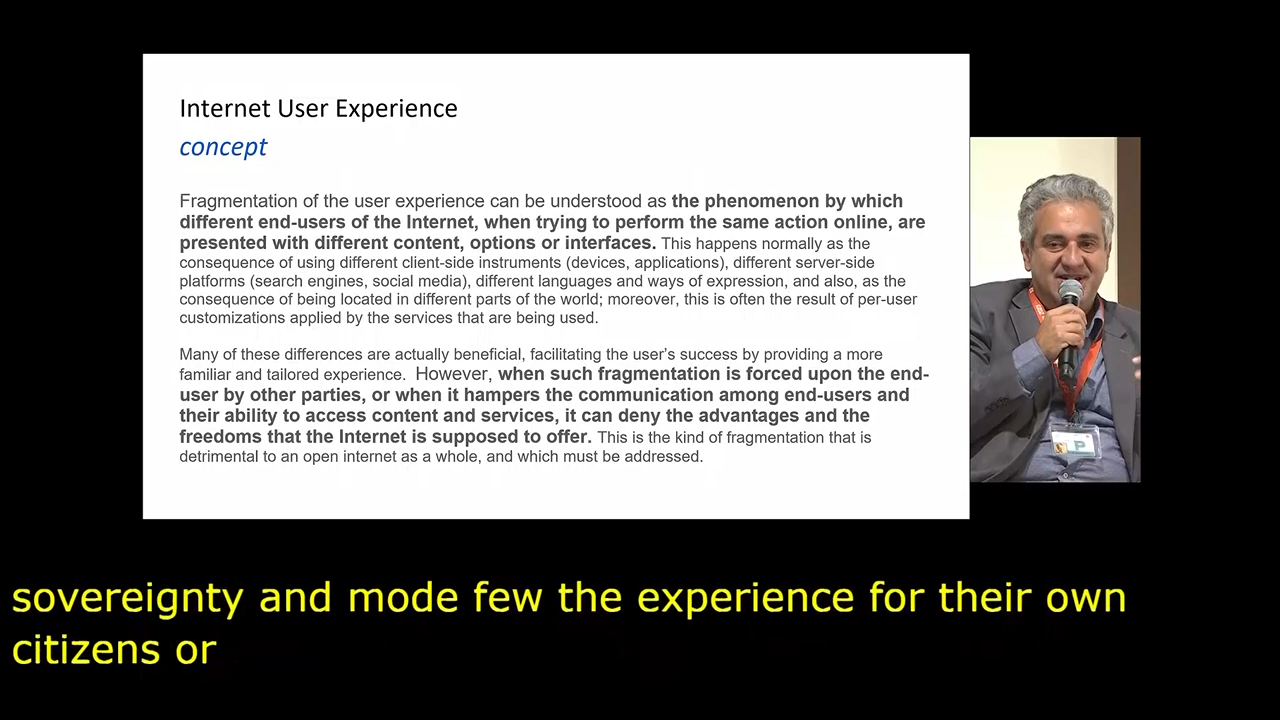 Internet User Experience
concept
Fragmentation of the user experience can be understood as the phenomenon by which
different end-users of the Internet, when trying to perform the same action online, are
presented with different content, options or interfaces. This happens normally as the
consequence of using different client-side instruments (devices, applications), different server-side
platforms (search engines, social media), different languages and ways of expression, and also, as the
consequence of being located in different parts of the world; moreover, this is often the result of per-user
customizations applied by the services that are being used.
Many of these differences are actually beneficial, facilitating the user's success by providing a more
familiar and tailored experience. However, when such fragmentation is forced upon the end-
user by other parties, or when it hampers the communication among end-users and
their ability to access content and services, it can deny the advantages and the
freedoms that the Internet is supposed to offer. This is the kind of fragmentation that is
detrimental to an open internet as a whole, and which must be addressed.
P
sovereignty and mode few the experience for their own
citizens or